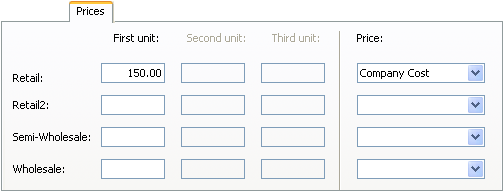 Prices
First unit: Second unit: Third unit: Price:
Retail: 150.00 Company Cost
Retail2:
Semi-Wholesale:
Wholesale: